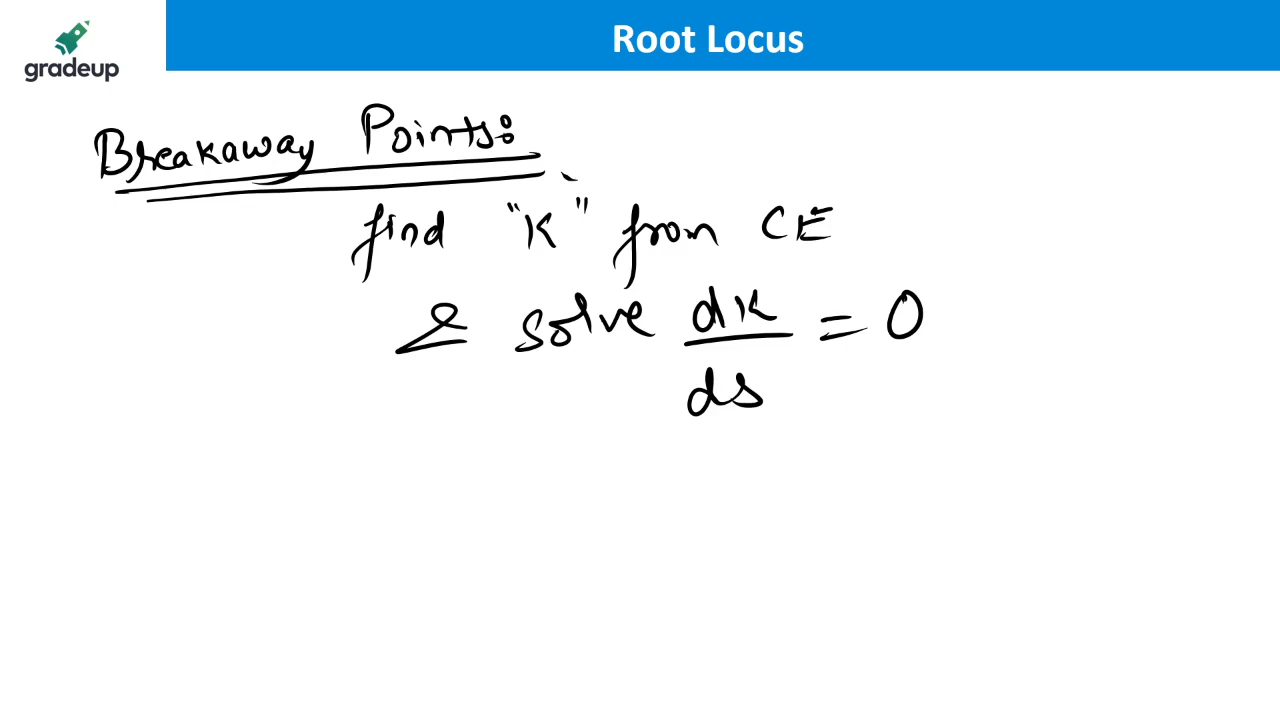 Root Locus
gradeup
Breakaway Points:
find "K" from CE
& solve dK/ds = 0